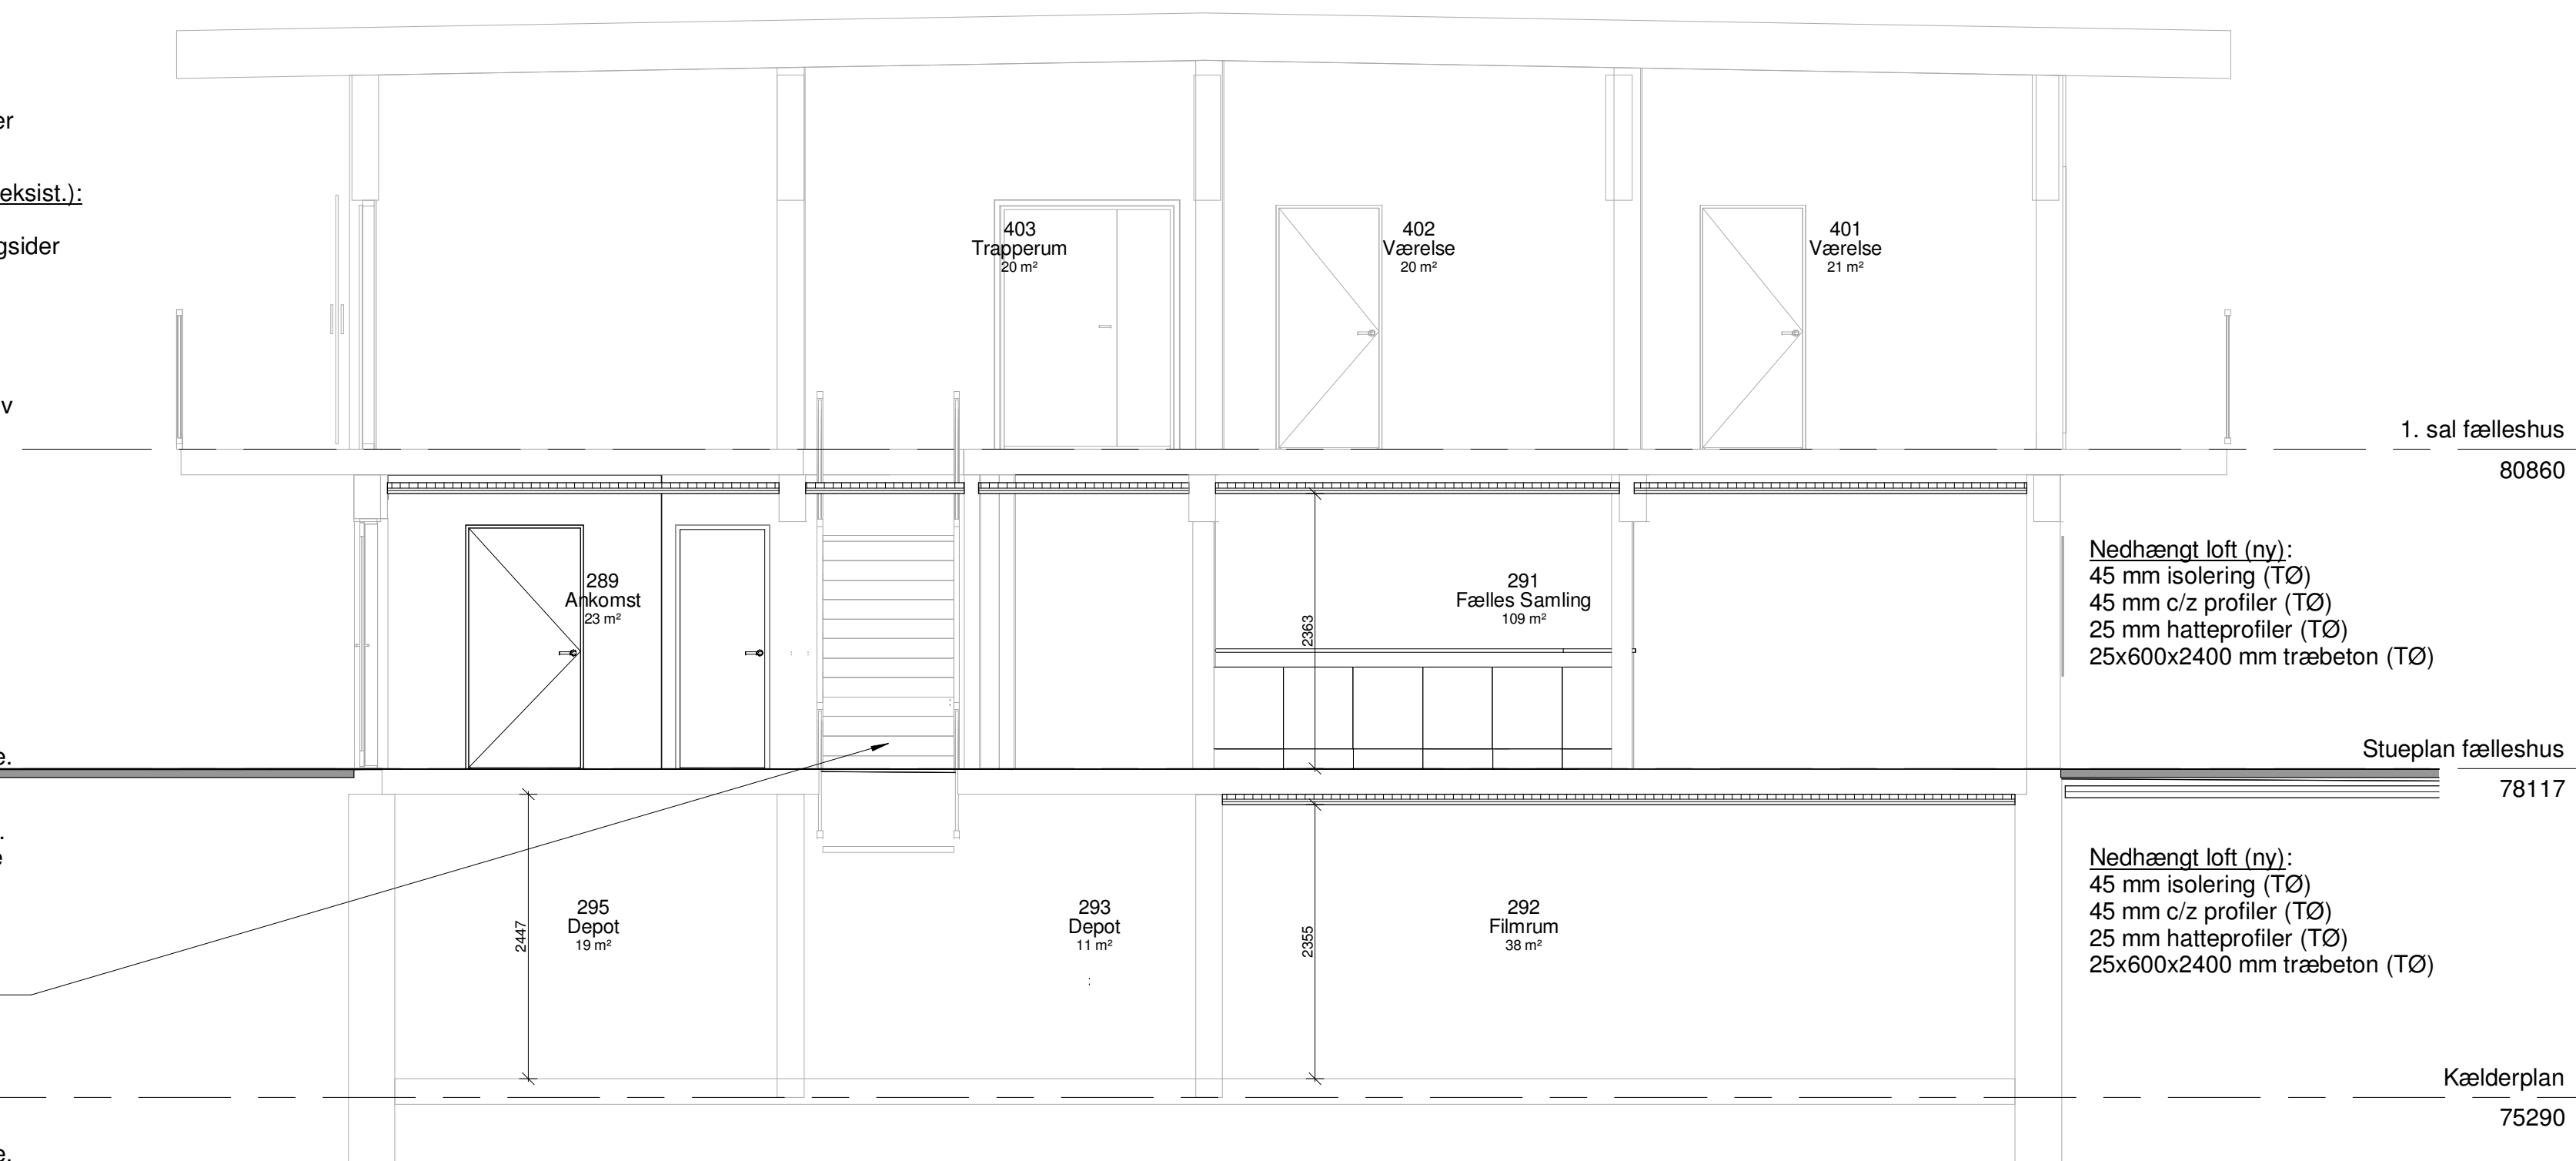 er
eksist.):
gsider
v
e.
.
e
e.
403
Trapperum
20 m²
402
Værelse
20 m²
401
Værelse
21 m²
1. sal fælleshus
80860
289
Ankomst
23 m²
2363
291
Fælles Samling
109 m²
Nedhængt loft (ny):
45 mm isolering (TØ)
45 mm c/z profiler (TØ)
25 mm hatteprofiler (TØ)
25x600x2400 mm træbeton (TØ)
Stueplan fælleshus
78117
2447
295
Depot
19 m²
293
Depot
11 m²
2355
292
Filmrum
38 m²
Nedhængt loft (ny):
45 mm isolering (TØ)
45 mm c/z profiler (TØ)
25 mm hatteprofiler (TØ)
25x600x2400 mm træbeton (TØ)
Kælderplan
75290